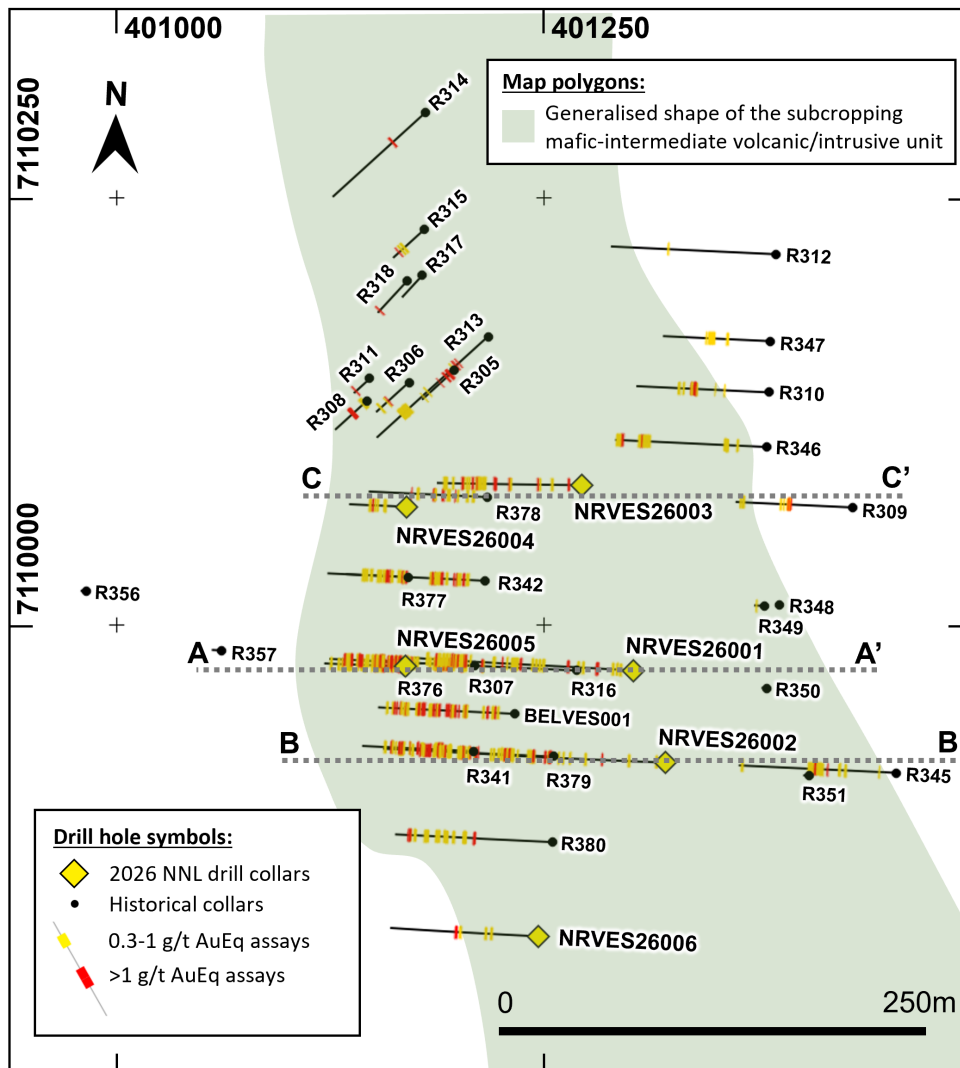 401000
401250
7110250
N
R314
Map polygons:
Generalised shape of the subcropping
mafic-intermediate volcanic/intrusive unit
R315
R317
R318
R312
R313
R347
R311
R306
R305
R308
R310
R346
C
C’
R378
NRVES26003
R309
NRVES26004
7110000
R342
R377
R356
R348
R349
NRVES26005
NRVES26001
R357
A
A’
R376
R307
R316
R350
BELVES001
B
NRVES26002
B
R341
R379
R345
R351
Drill hole symbols:
2026 NNL drill collars
Historical collars
0.3-1 g/t AuEq assays
>1 g/t AuEq assays
R380
NRVES26006
0
250m